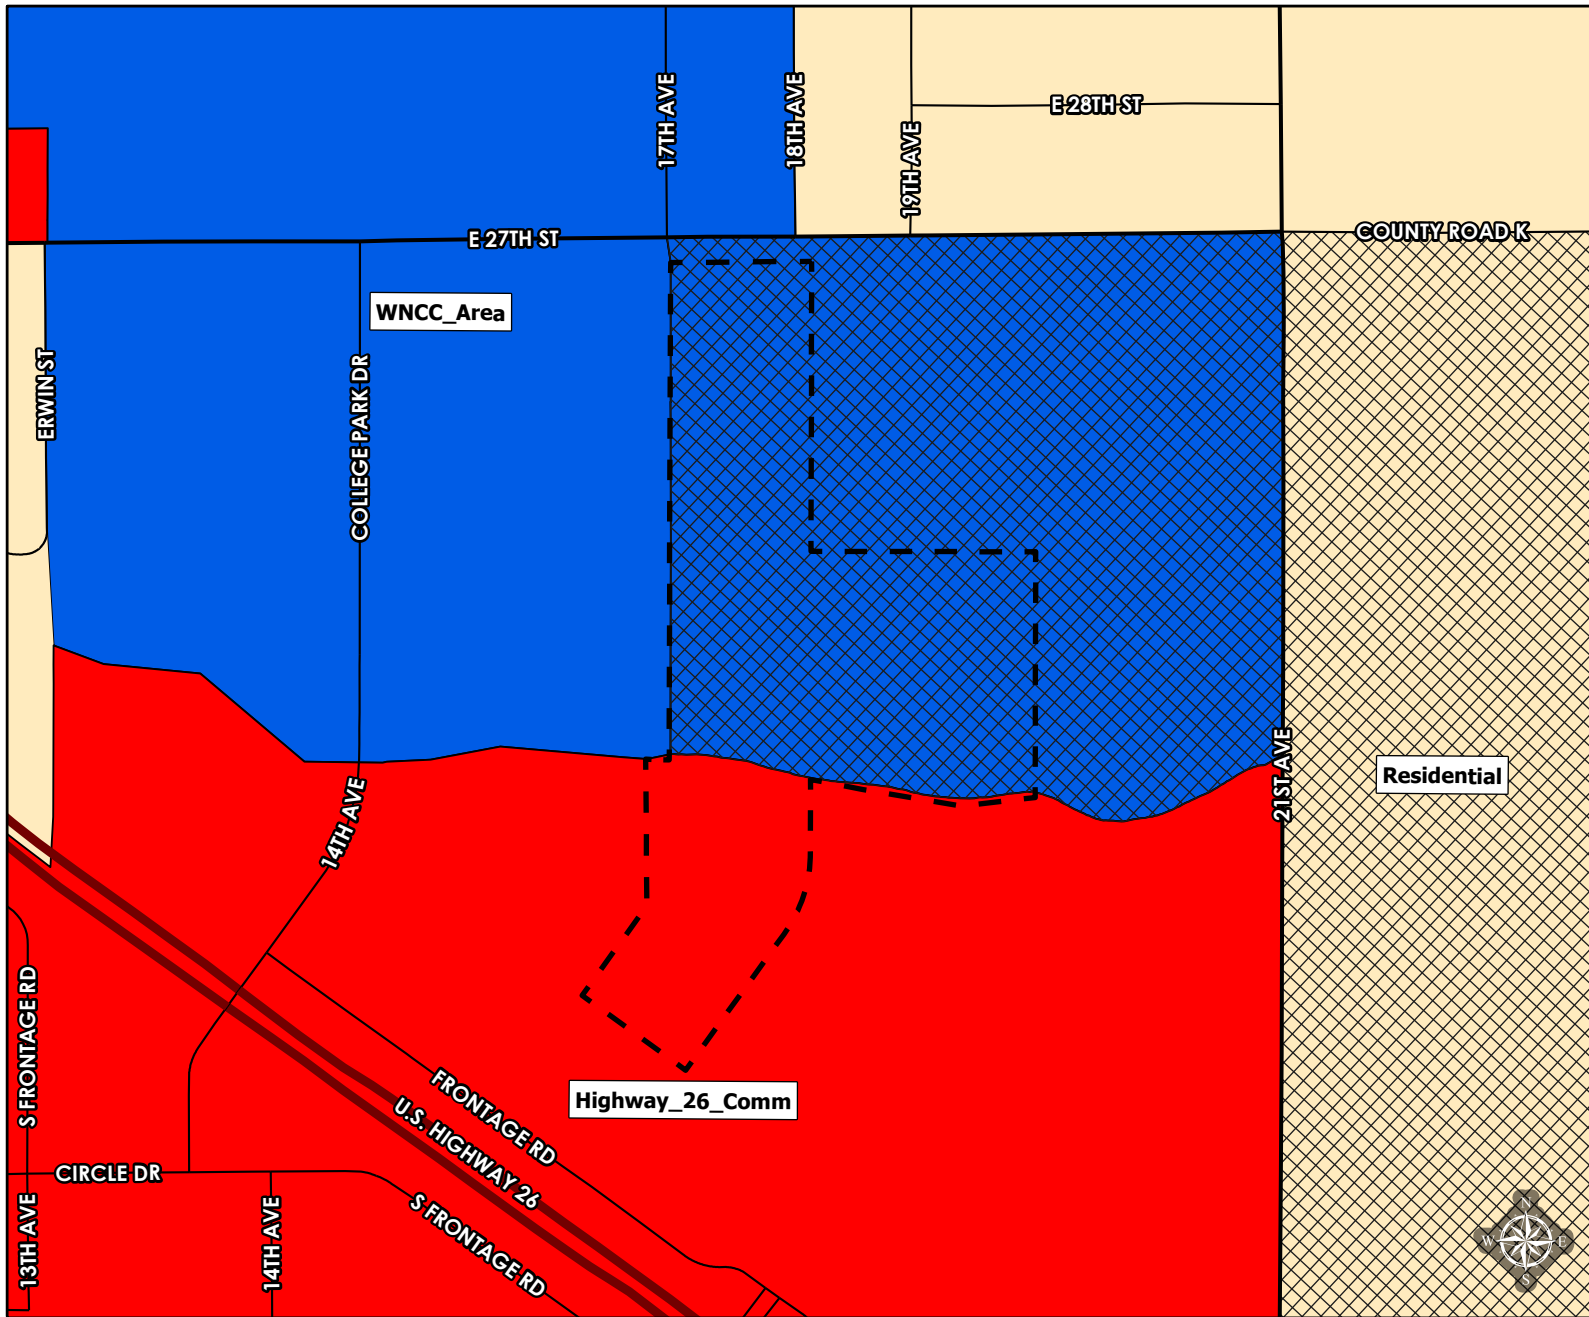 17TH AVE
18TH AVE
19TH AVE
E 28TH ST
E 27TH ST
COUNTY ROAD K
WNCC_Area
ERWIN ST
COLLEGE PARK DR
21ST AVE
Residential
14TH AVE
S FRONTAGE RD
FRONTAGE RD
U.S. HIGHWAY 26
Highway_26_Comm
CIRCLE DR
13TH AVE
14TH AVE
S FRONTAGE RD
N
W
E
S